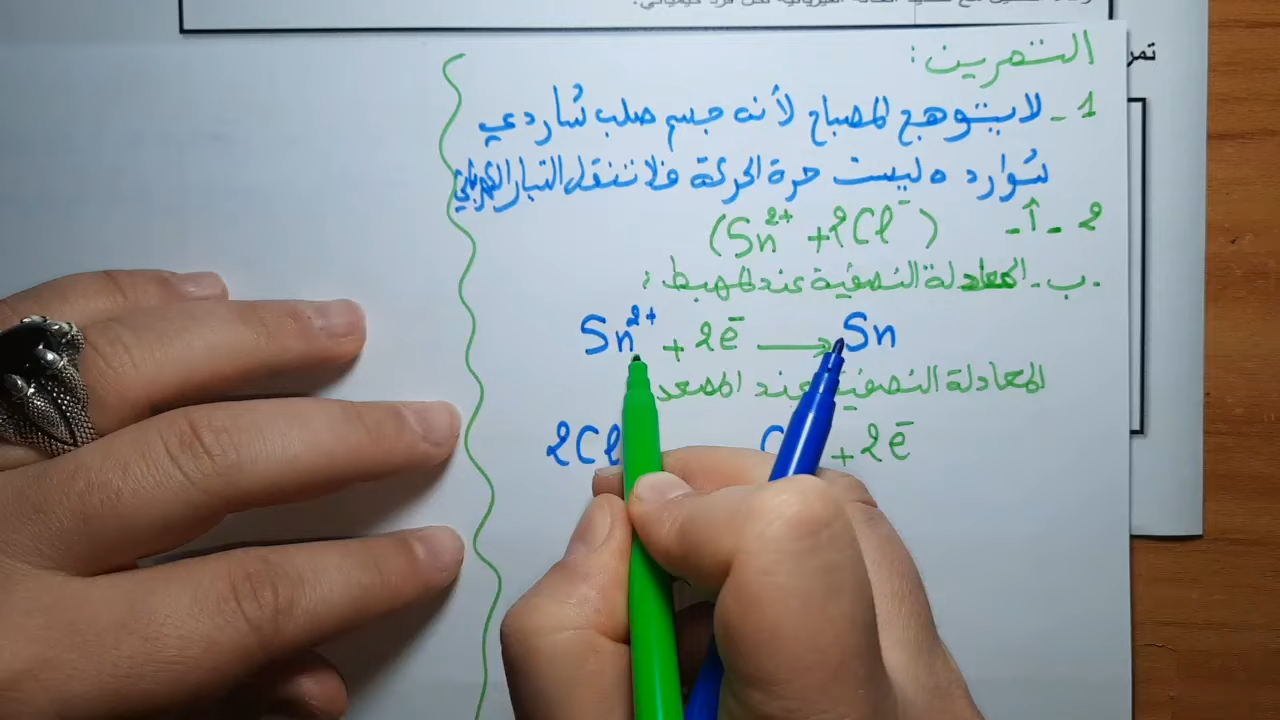 التمرين:
1- لا يتوهج المصباح لأنه جسم صلب شاردي
شوارده ليست حرة الحركة فلا تنقل التيار الكهربائي
2-أ- (Sn²⁺ + 2Cl⁻)
ب- المعادلة النصفية عند المهبط:
Sn²⁺ + 2e⁻ → Sn
المعادلة النصفية عند المصعد
2Cl + 2e⁻
تمر